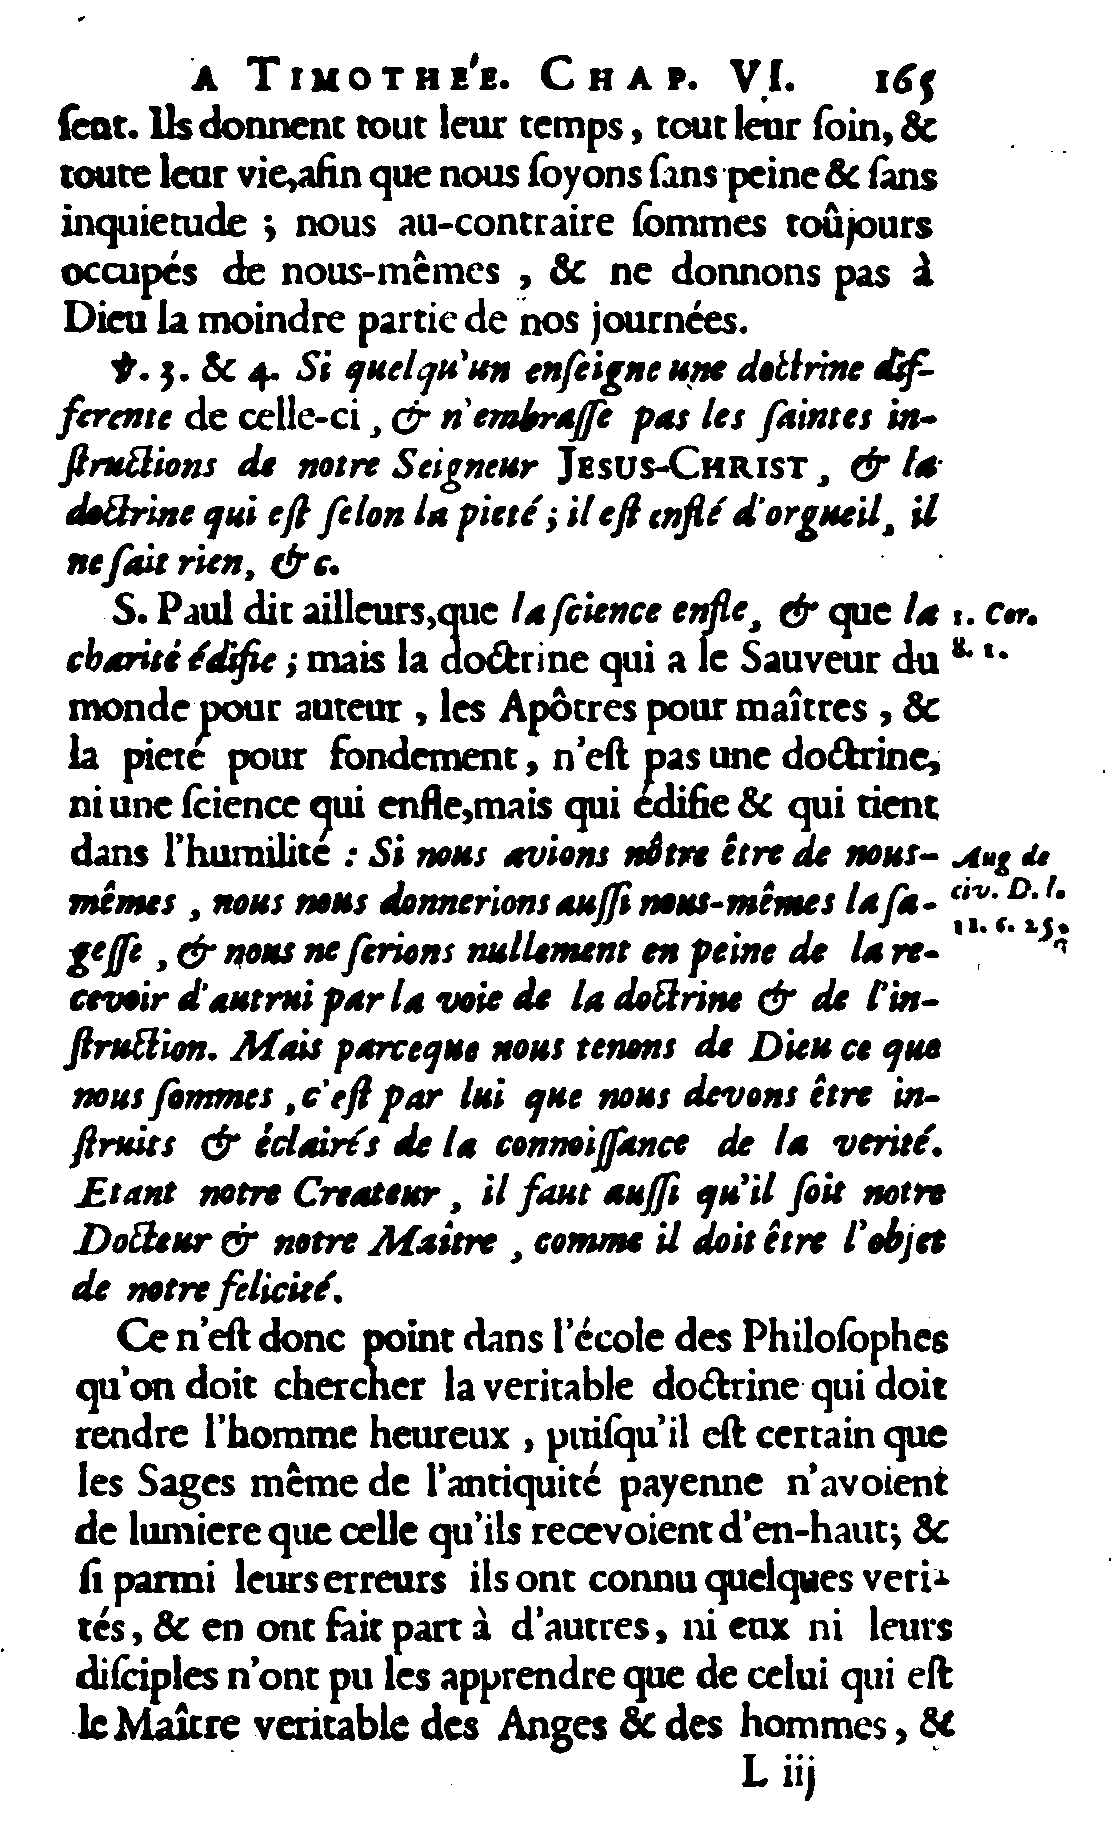 A TIMOTHÉE. CHAP. VI. 165
ſent. Ils donnent tout leur temps, tout leur ſoin, &
toute leur vie, afin que nous ſoyons ſans peine & ſans
inquietude ; nous au-contraire ſommes toûjours
occupés de nous-mêmes , & ne donnons pas à
Dieu la moindre partie de nos journées.
℣. 3. & 4. Si quelqu'un enſeigne une doctrine dif-
ferente de celle-ci, & n'embraſſe pas les ſaintes in-
ſtructions de notre Seigneur JESUS-CHRIST, & la
doctrine qui eſt ſelon la pieté ; il eſt enflé d'orgueil, il
ne ſait rien, &c.
S. Paul dit ailleurs, que la ſcience enfle, & que la
1. Cor.
charité édifie ; mais la doctrine qui a le Sauveur du
8. 1.
monde pour auteur , les Apôtres pour maîtres , &
la pieté pour fondement, n'eſt pas une doctrine,
ni une ſcience qui enfle, mais qui édifie & qui tient
dans l'humilité : Si nous avions nôtre être de nous-
Aug de
mêmes , nous nous donnerions auſſi nous-mêmes la ſa-
civ. D. l.
geſſe , & nous ne ſerions nullement en peine de la re-
11. c. 25.
cevoir d'autrui par la voie de la doctrine & de l'in-
ſtruction. Mais parceque nous tenons de Dieu ce que
nous ſommes , c'eſt par lui que nous devons être in-
ſtruits & éclairés de la connoiſſance de la verité.
Etant notre Createur, il faut auſſi qu'il ſoit notre
Docteur & notre Maître , comme il doit être l'objet
de notre felicité.
Ce n'eſt donc point dans l'école des Philoſophes
qu'on doit chercher la veritable doctrine qui doit
rendre l'homme heureux , puiſqu'il eſt certain que
les Sages même de l'antiquité payenne n'avoient
de lumiere que celle qu'ils recevoient d'en-haut; &
ſi parmi leurs erreurs ils ont connu quelques veri-
tés, & en ont fait part à d'autres, ni eux ni leurs
diſciples n'ont pu les apprendre que de celui qui eſt
le Maître veritable des Anges & des hommes, &
L iij